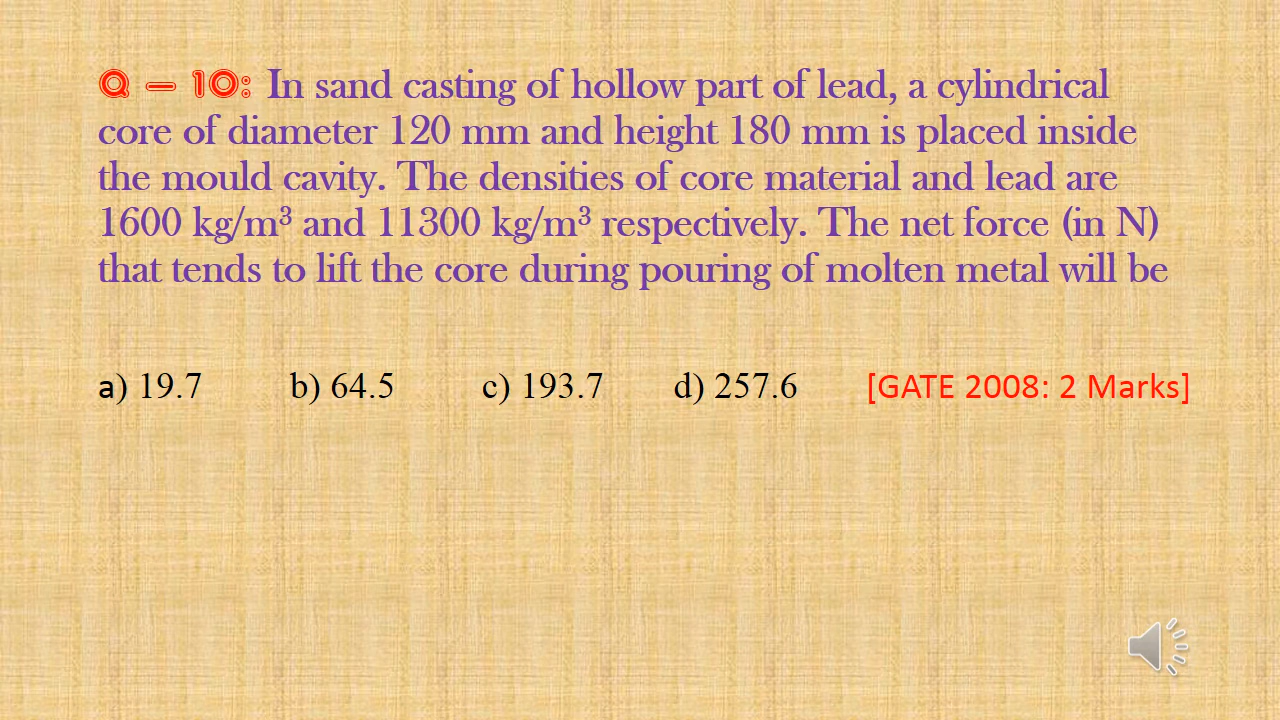 Q – 10: In sand casting of hollow part of lead, a cylindrical
core of diameter 120 mm and height 180 mm is placed inside
the mould cavity. The densities of core material and lead are
1600 kg/m³ and 11300 kg/m³ respectively. The net force (in N)
that tends to lift the core during pouring of molten metal will be
a) 19.7 b) 64.5 c) 193.7 d) 257.6 [GATE 2008: 2 Marks]